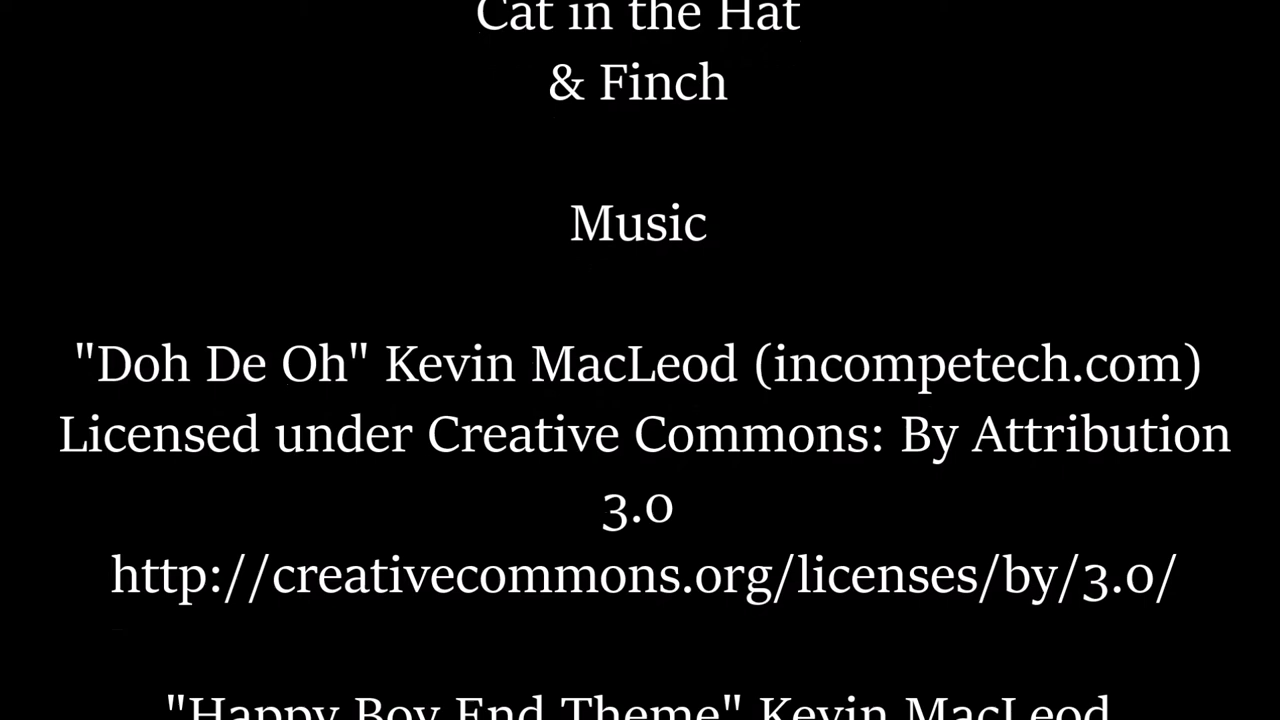 Cat in the Hat
& Finch
Music
"Doh De Oh" Kevin MacLeod (incompetech.com)
Licensed under Creative Commons: By Attribution
3.0
http://creativecommons.org/licenses/by/3.0/
"Happy Boy End Theme" Kevin MacLeod